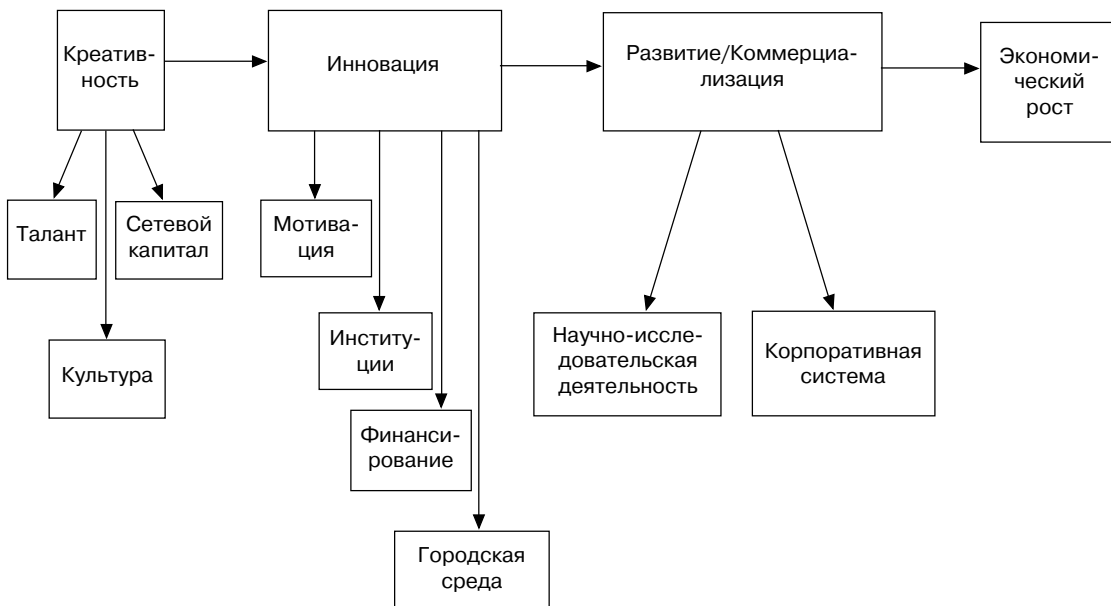 Креатив-
ность
Инновация
Развитие/Коммерциа-
лизация
Экономи-
ческий
рост
Талант
Сетевой
капитал
Культура
Мотива-
ция
Институ-
ции
Финанси-
рование
Городская
среда
Научно-иссле-
довательская
деятельность
Корпоративная
система